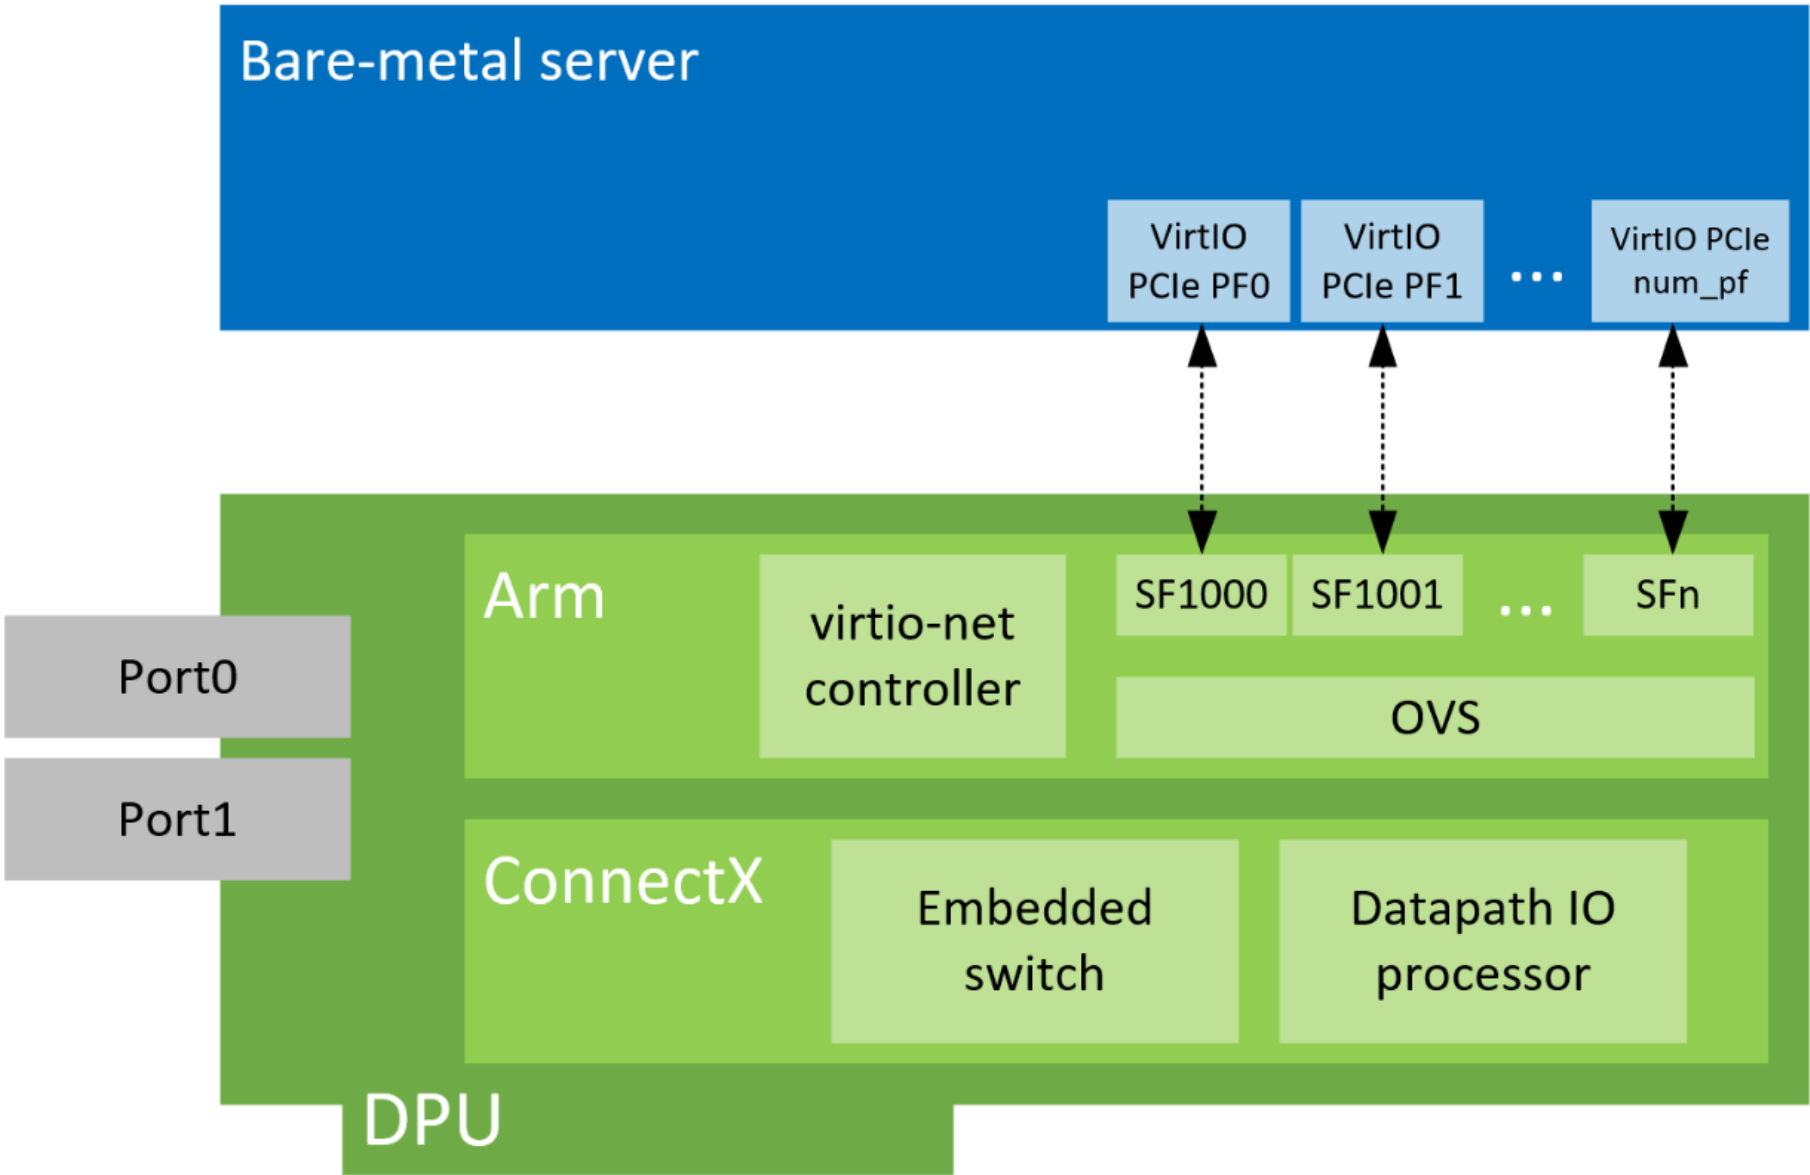 Bare-metal server
VirtIO
PCIe PF0
VirtIO
PCIe PF1
...
VirtIO PCIe
num_pf
Arm
virtio-net
controller
SF1000
SF1001
...
SFn
OVS
Port0
Port1
ConnectX
Embedded
switch
Datapath IO
processor
DPU